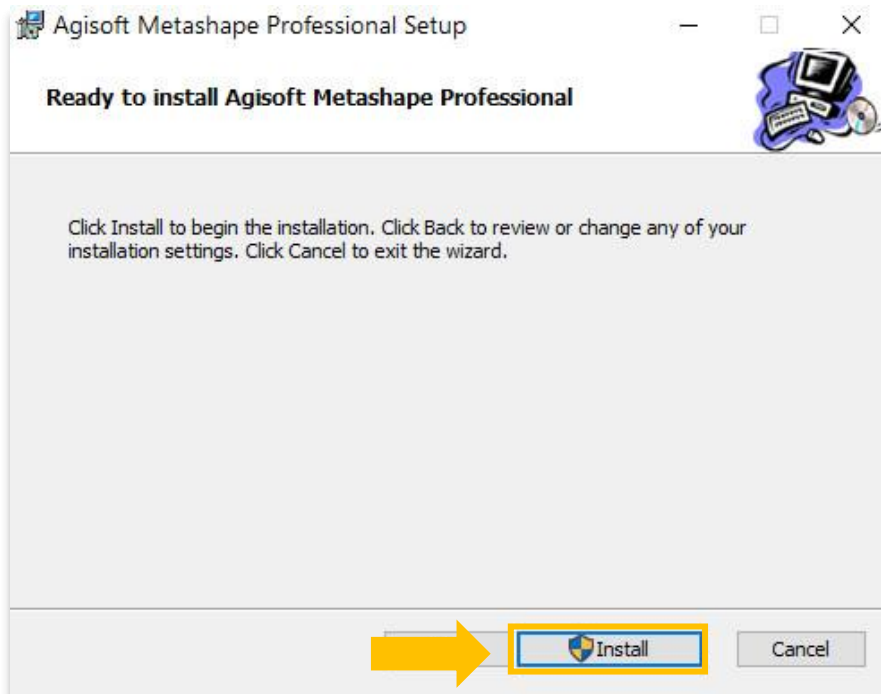 Agisoft Metashape Professional Setup
Ready to install Agisoft Metashape Professional
Click Install to begin the installation. Click Back to review or change any of your
installation settings. Click Cancel to exit the wizard.
Install
Cancel